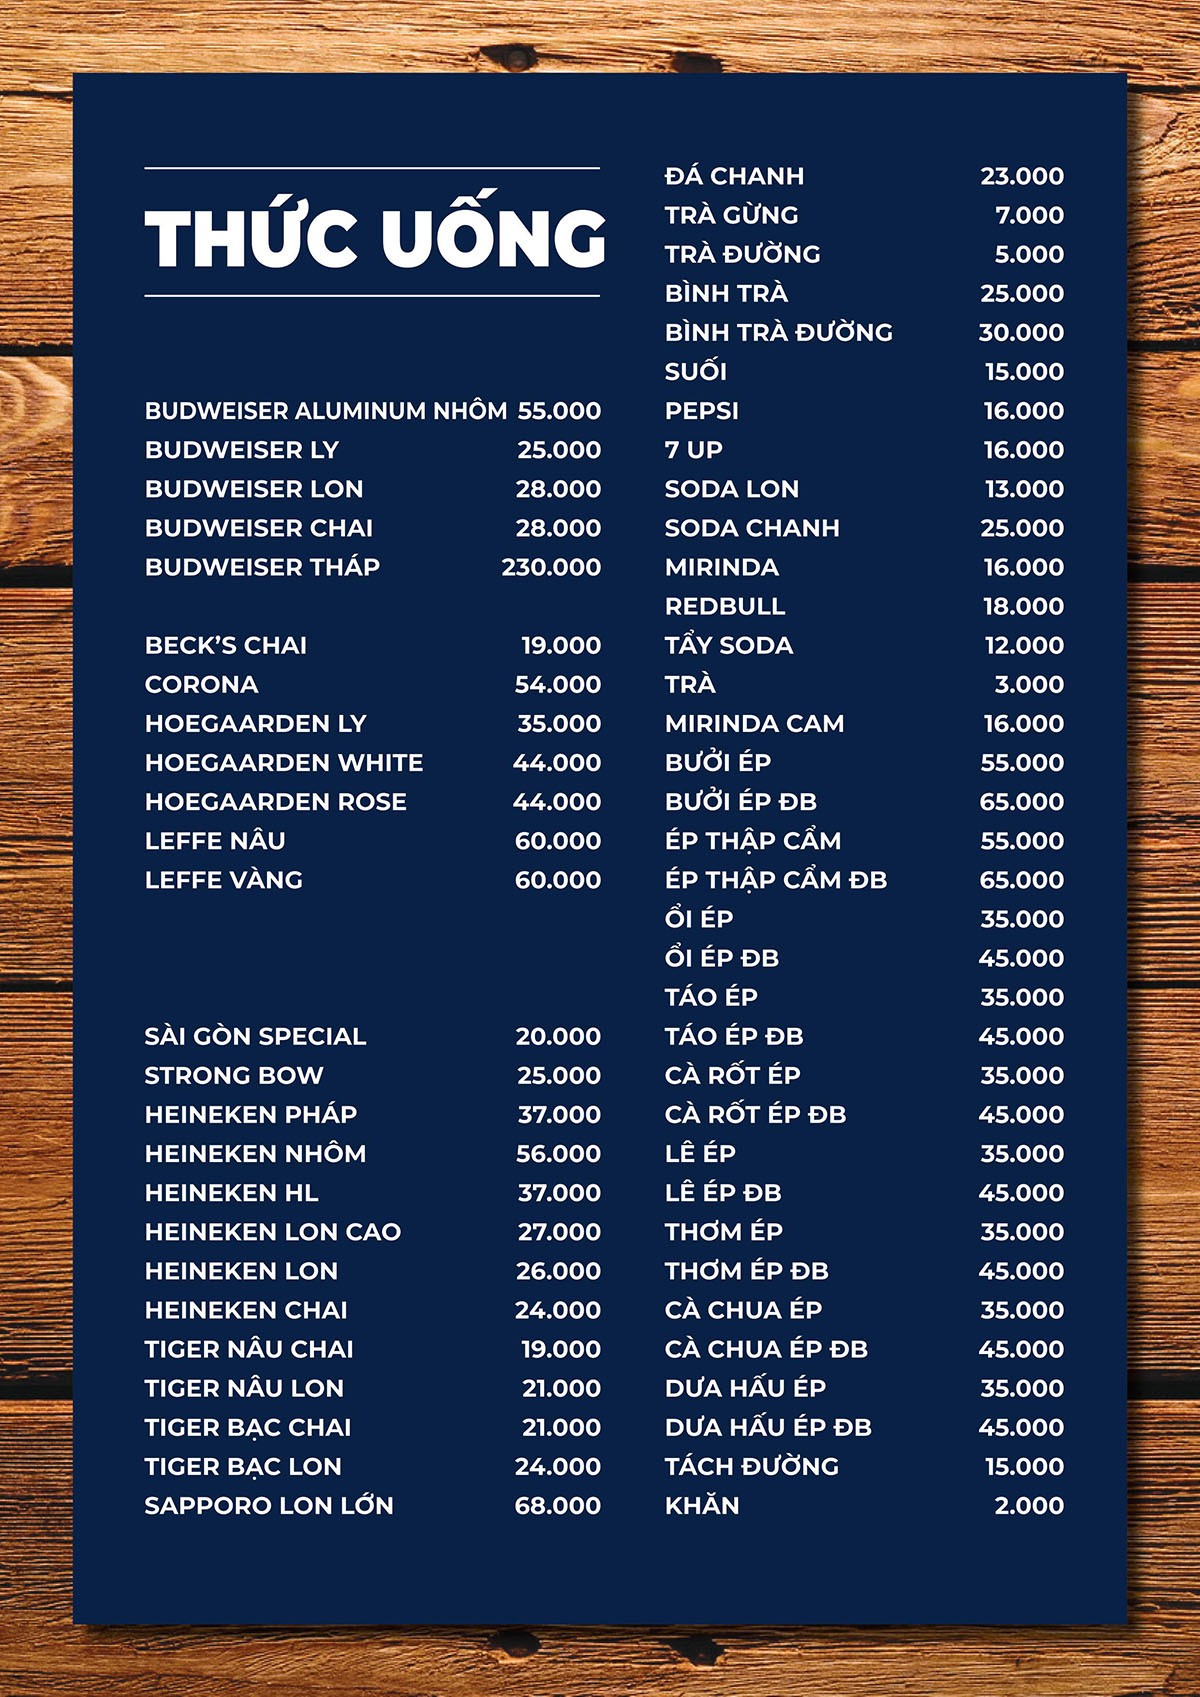 THỨC UỐNG
BUDWEISER ALUMINUM NHÔM 55.000
BUDWEISER LY 25.000
BUDWEISER LON 28.000
BUDWEISER CHAI 28.000
BUDWEISER THÁP 230.000
BECK’S CHAI 19.000
CORONA 54.000
HOEGAARDEN LY 35.000
HOEGAARDEN WHITE 44.000
HOEGAARDEN ROSE 44.000
LEFFE NÂU 60.000
LEFFE VÀNG 60.000
SÀI GÒN SPECIAL 20.000
STRONG BOW 25.000
HEINEKEN PHÁP 37.000
HEINEKEN NHÔM 56.000
HEINEKEN HL 37.000
HEINEKEN LON CAO 27.000
HEINEKEN LON 26.000
HEINEKEN CHAI 24.000
TIGER NÂU CHAI 19.000
TIGER NÂU LON 21.000
TIGER BẠC CHAI 21.000
TIGER BẠC LON 24.000
SAPPORO LON LỚN 68.000
ĐÁ CHANH 23.000
TRÀ GỪNG 7.000
TRÀ ĐƯỜNG 5.000
BÌNH TRÀ 25.000
BÌNH TRÀ ĐƯỜNG 30.000
SUỐI 15.000
PEPSI 16.000
7 UP 16.000
SODA LON 13.000
SODA CHANH 25.000
MIRINDA 16.000
REDBULL 18.000
TẨY SODA 12.000
TRÀ 3.000
MIRINDA CAM 16.000
BƯỞI ÉP 55.000
BƯỞI ÉP ĐB 65.000
ÉP THẬP CẨM 55.000
ÉP THẬP CẨM ĐB 65.000
ỔI ÉP 35.000
ỔI ÉP ĐB 45.000
TÁO ÉP 35.000
TÁO ÉP ĐB 45.000
CÀ RỐT ÉP 35.000
CÀ RỐT ÉP ĐB 45.000
LÊ ÉP 35.000
LÊ ÉP ĐB 45.000
THƠM ÉP 35.000
THƠM ÉP ĐB 45.000
CÀ CHUA ÉP 35.000
CÀ CHUA ÉP ĐB 45.000
DƯA HẤU ÉP 35.000
DƯA HẤU ÉP ĐB 45.000
TÁCH ĐƯỜNG 15.000
KHĂN 2.000